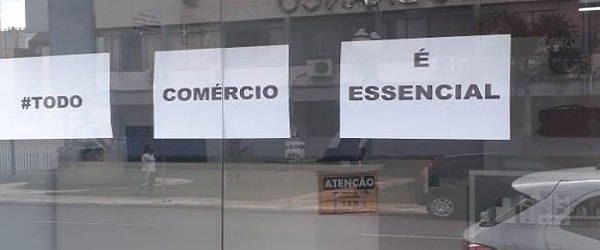 #TODO
COMÉRCIO
É
ESSENCIAL
ATENÇÃO